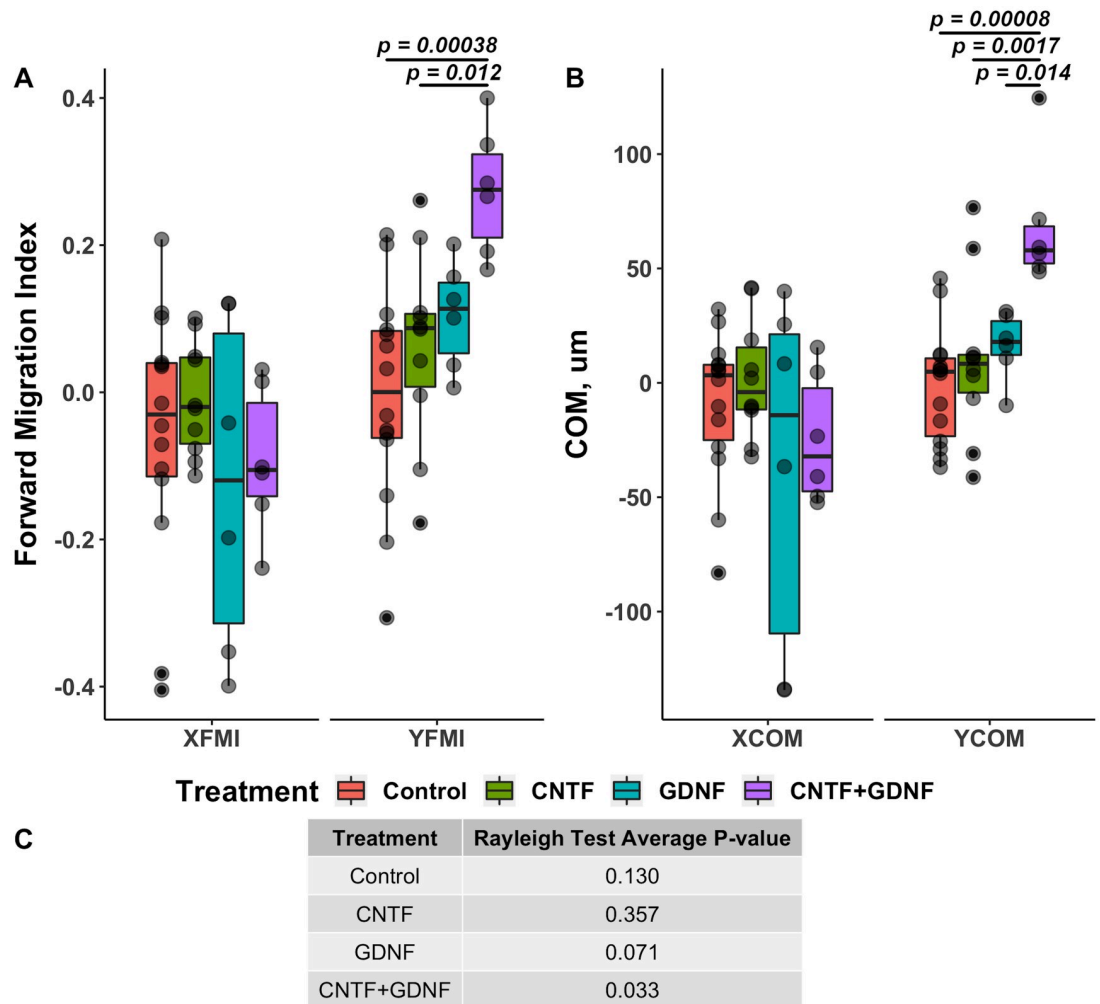 A
p = 0.00038
p = 0.012
0.4
0.2
0.0
-0.2
-0.4
Forward Migration Index
XFMI YFMI
B
p = 0.00008
p = 0.0017
p = 0.014
100
50
0
-50
-100
COM, um
XCOM YCOM
Treatment Control CNTF GDNF CNTF+GDNF
C
Treatment Rayleigh Test Average P-value
Control 0.130
CNTF 0.357
GDNF 0.071
CNTF+GDNF 0.033